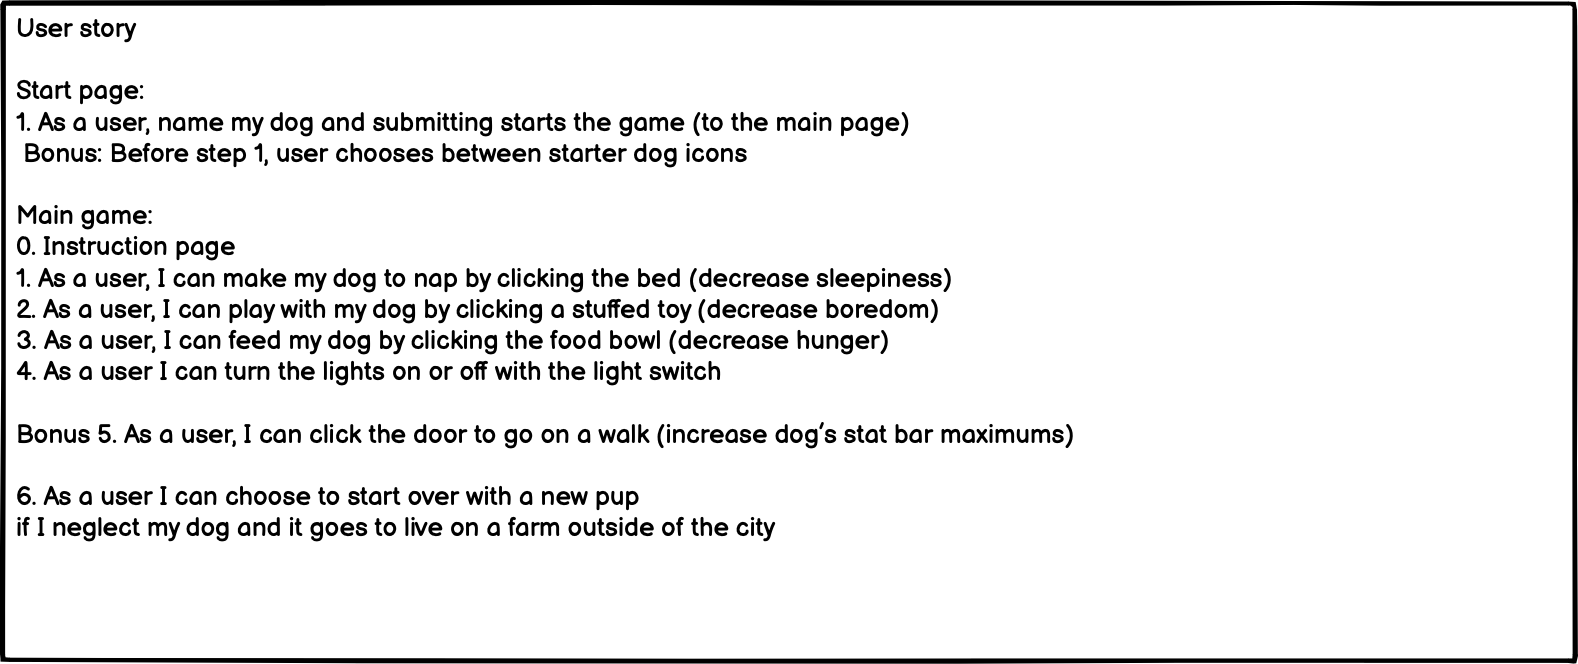 User story
Start page:
1. As a user, name my dog and submitting starts the game (to the main page)
Bonus: Before step 1, user chooses between starter dog icons
Main game:
0. Instruction page
1. As a user, I can make my dog to nap by clicking the bed (decrease sleepiness)
2. As a user, I can play with my dog by clicking a stuffed toy (decrease boredom)
3. As a user, I can feed my dog by clicking the food bowl (decrease hunger)
4. As a user I can turn the lights on or off with the light switch
Bonus 5. As a user, I can click the door to go on a walk (increase dog's stat bar maximums)
6. As a user I can choose to start over with a new pup
if I neglect my dog and it goes to live on a farm outside of the city